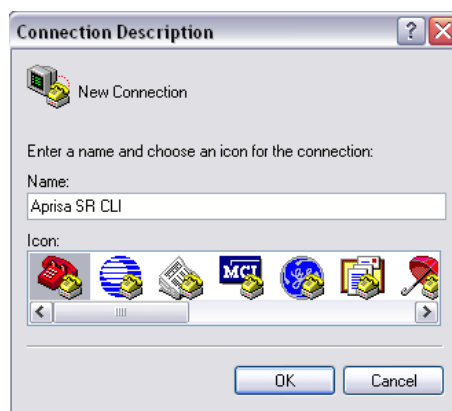 Connection Description
New Connection
Enter a name and choose an icon for the connection:
Name:
Aprisa SR CLI
Icon:
MCI
OK
Cancel